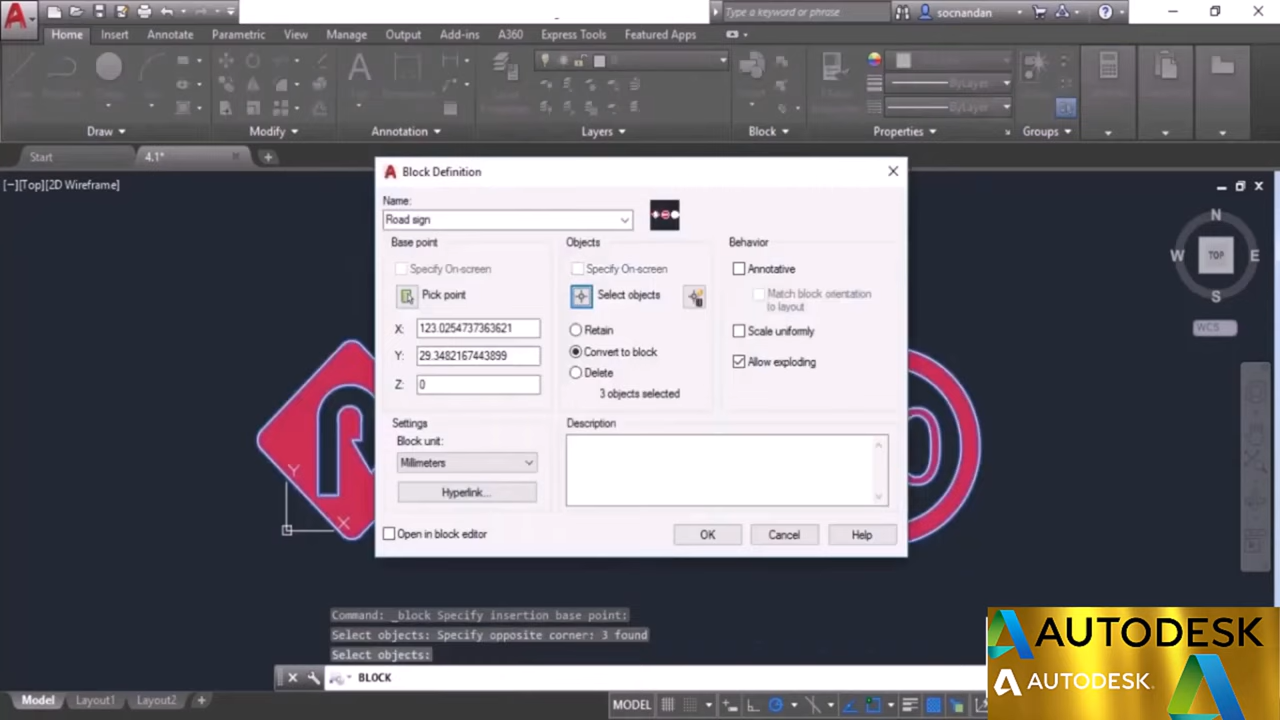 Type a keyword or phrase
socnandan
Home Insert Annotate Parametric View Manage Output Add-ins A360 Express Tools Featured Apps
ByLayer
ByLayer
Draw Modify Annotation Layers Block Properties Groups
Start 4.1*
[−][Top][2D Wireframe]
Block Definition
Name:
Road sign
Base point
Specify On-screen
Pick point
X: 123.0254737363621
Y: 29.3482167443899
Z: 0
Objects
Specify On-screen
Select objects
Retain
Convert to block
Delete
3 objects selected
Behavior
Annotative
Match block orientation
to layout
Scale uniformly
Allow exploding
Settings
Block unit:
Millimeters
Hyperlink...
Description
Open in block editor
OK Cancel Help
N
W TOP E
S
WCS
Y
X
Command: _block Specify insertion base point:
Select objects: Specify opposite corner: 3 found
Select objects:
BLOCK
Model Layout1 Layout2
MODEL
AUTODESK
AUTODESK.